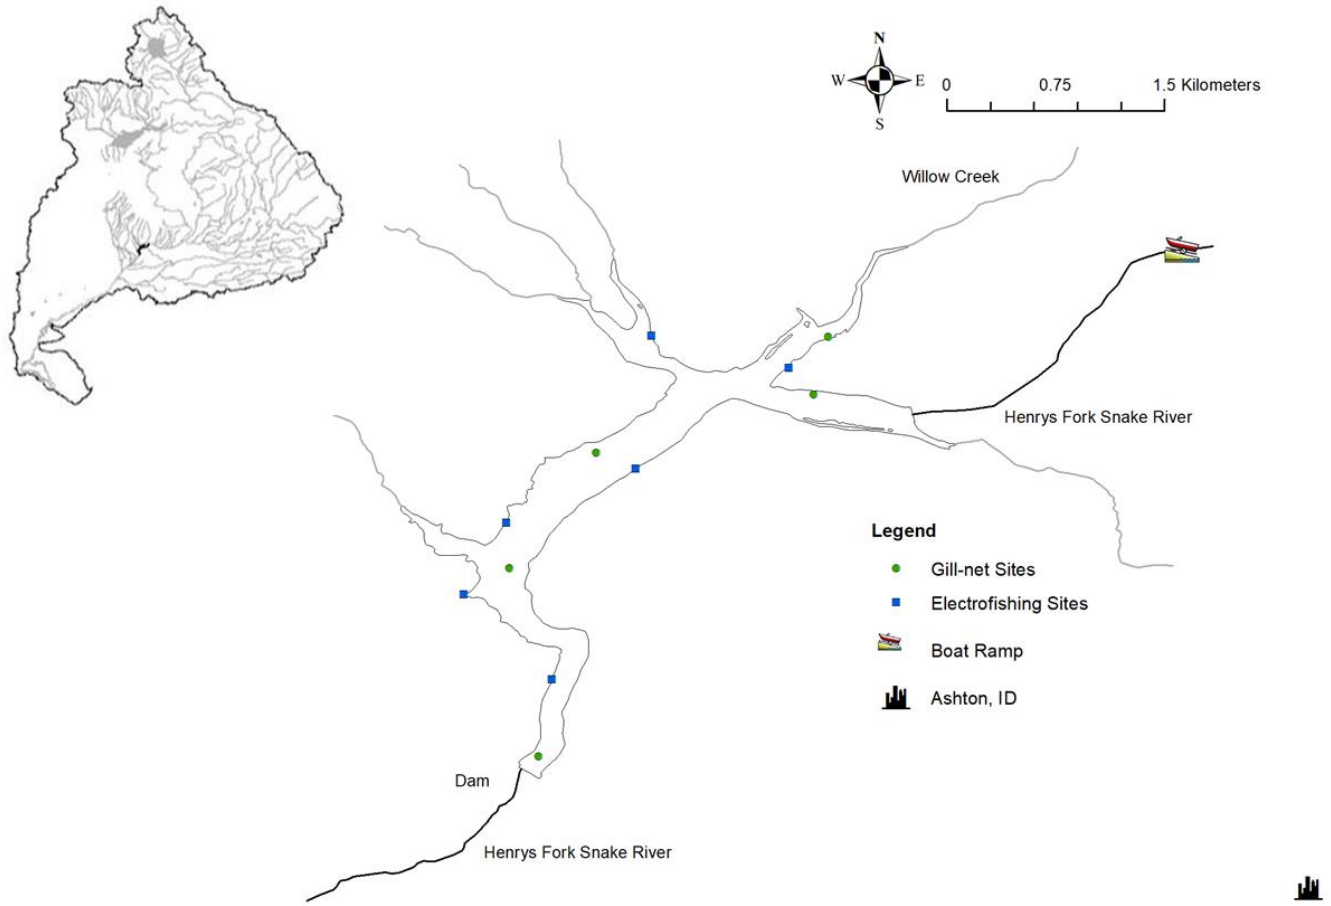 N
W E
S
0 0.75 1.5 Kilometers
Willow Creek
Henrys Fork Snake River
Legend
Gill-net Sites
Electrofishing Sites
Boat Ramp
Ashton, ID
Dam
Henrys Fork Snake River